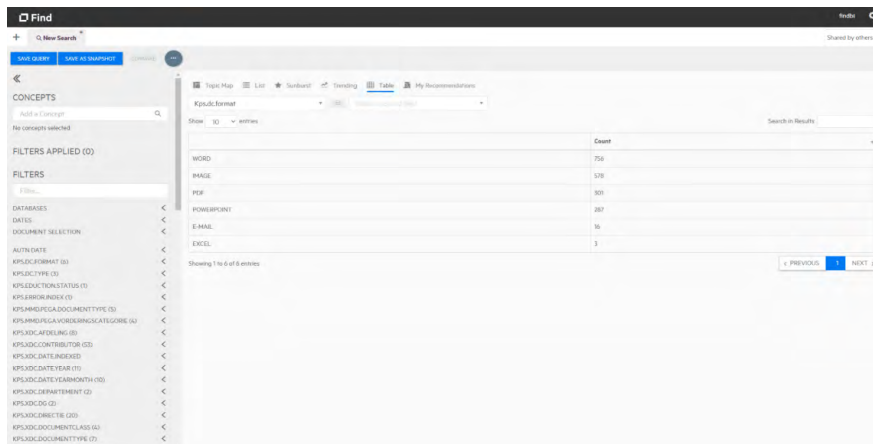 Find
findbi
+ New Search *
Shared by others
SAVE QUERY SAVE AS SNAPSHOT
CONCEPTS
Add a Concept
No concepts selected
FILTERS APPLIED (0)
FILTERS
Filter...
DATABASES
DATES
DOCUMENT SELECTION
AUTN DATE
KPS.DC.FORMAT (6)
KPS.DC.TYPE (3)
KPS.EDUCTION.STATUS (1)
KPS.ERROR.INDEX (1)
KPS.MMD.PEGA.DOCUMENTTYPE (5)
KPS.MMD.PEGA.VORDERINGSCATEGORIE (4)
KPS.XDC.AFDELING (8)
KPS.XDC.CONTRIBUTOR (53)
KPS.XDC.DATE.INDEXED
KPS.XDC.DATE.YEAR (11)
KPS.XDC.DATE.YEARMONTH (10)
KPS.XDC.DEPARTEMENT (2)
KPS.XDC.DG (2)
KPS.XDC.DIRECTIE (20)
KPS.XDC.DOCUMENTCLASS (4)
KPS.XDC.DOCUMENTTYPE (7)
Topic Map List Sunburst Trending Table My Recommendations
Kps.dc.format
Show 10 entries
Search in Results
Count
WORD 756
IMAGE 578
PDF 301
POWERPOINT 287
E-MAIL 16
EXCEL 3
Showing 1 to 6 of 6 entries
PREVIOUS 1 NEXT